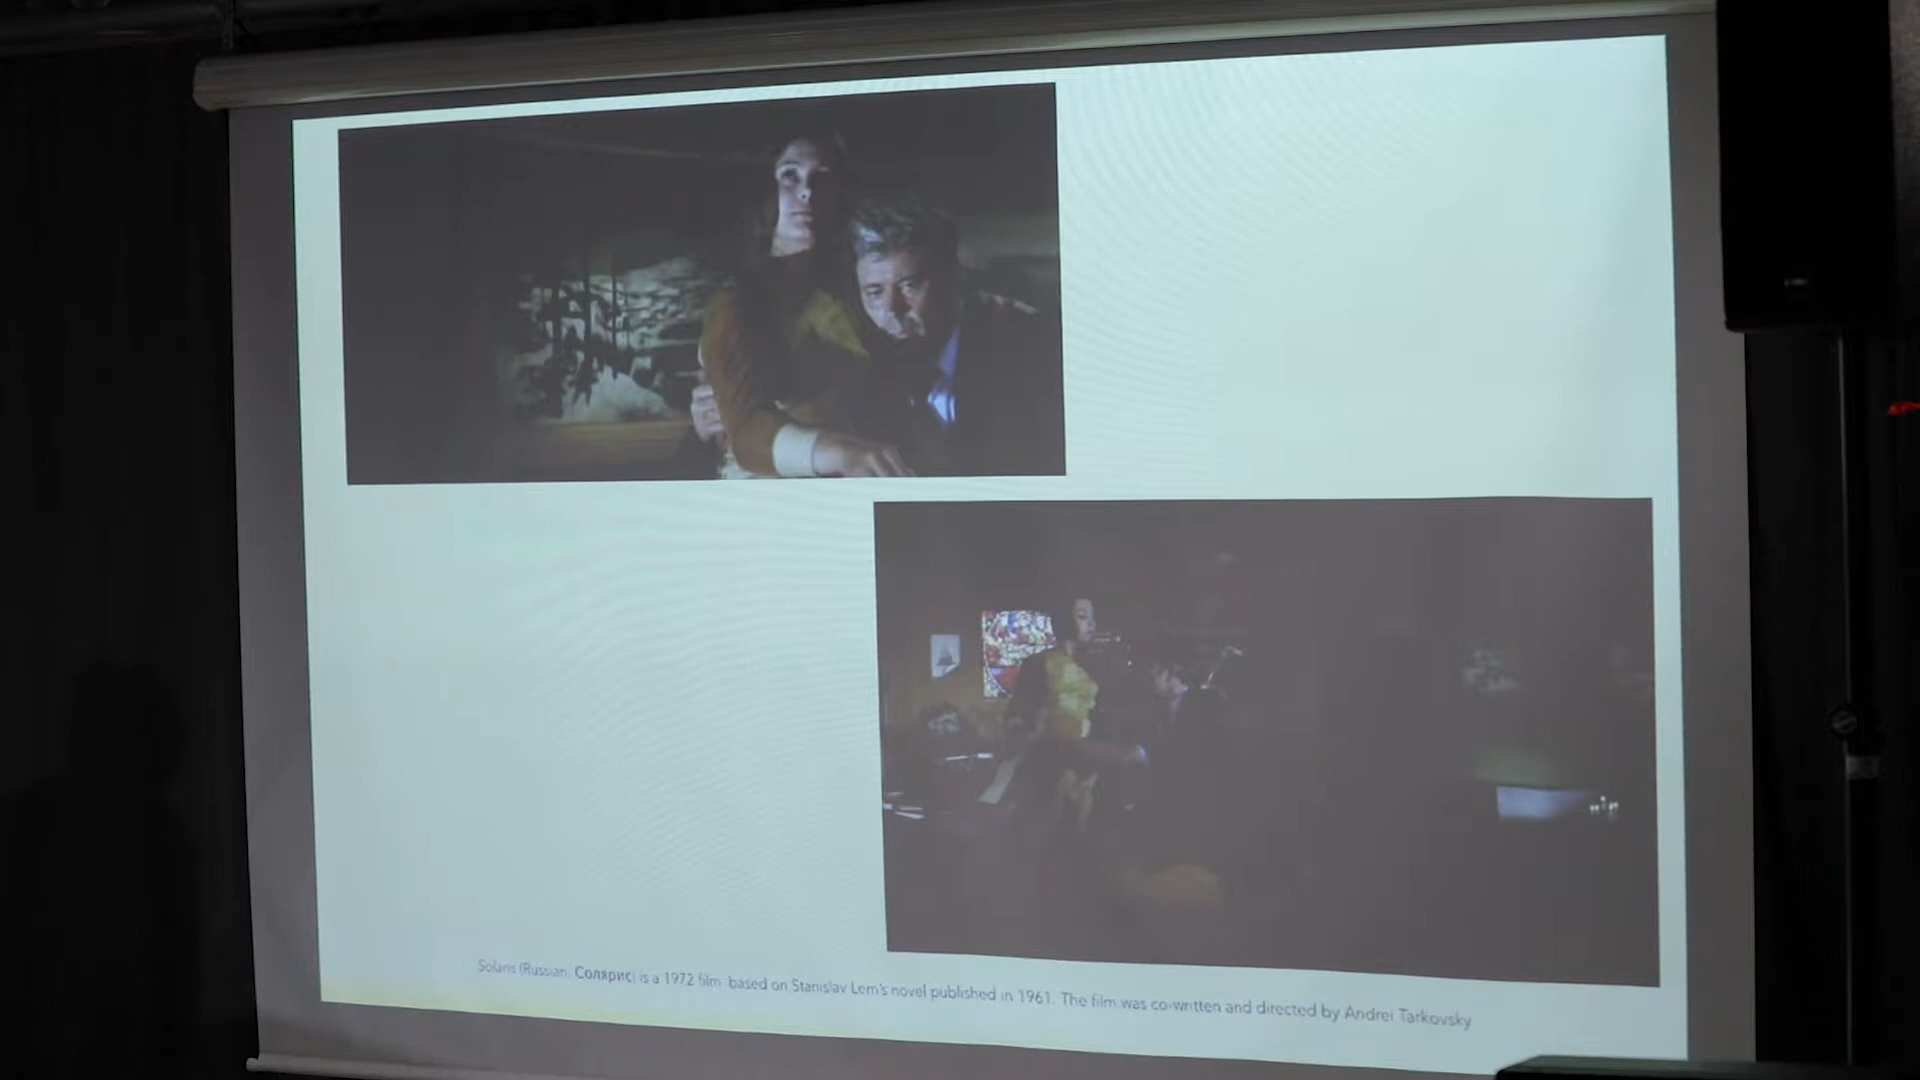 Solaris (Russian: Солярис) is a 1972 film based on Stanislav Lem's novel published in 1961. The film was co-written and directed by Andrei Tarkovsky